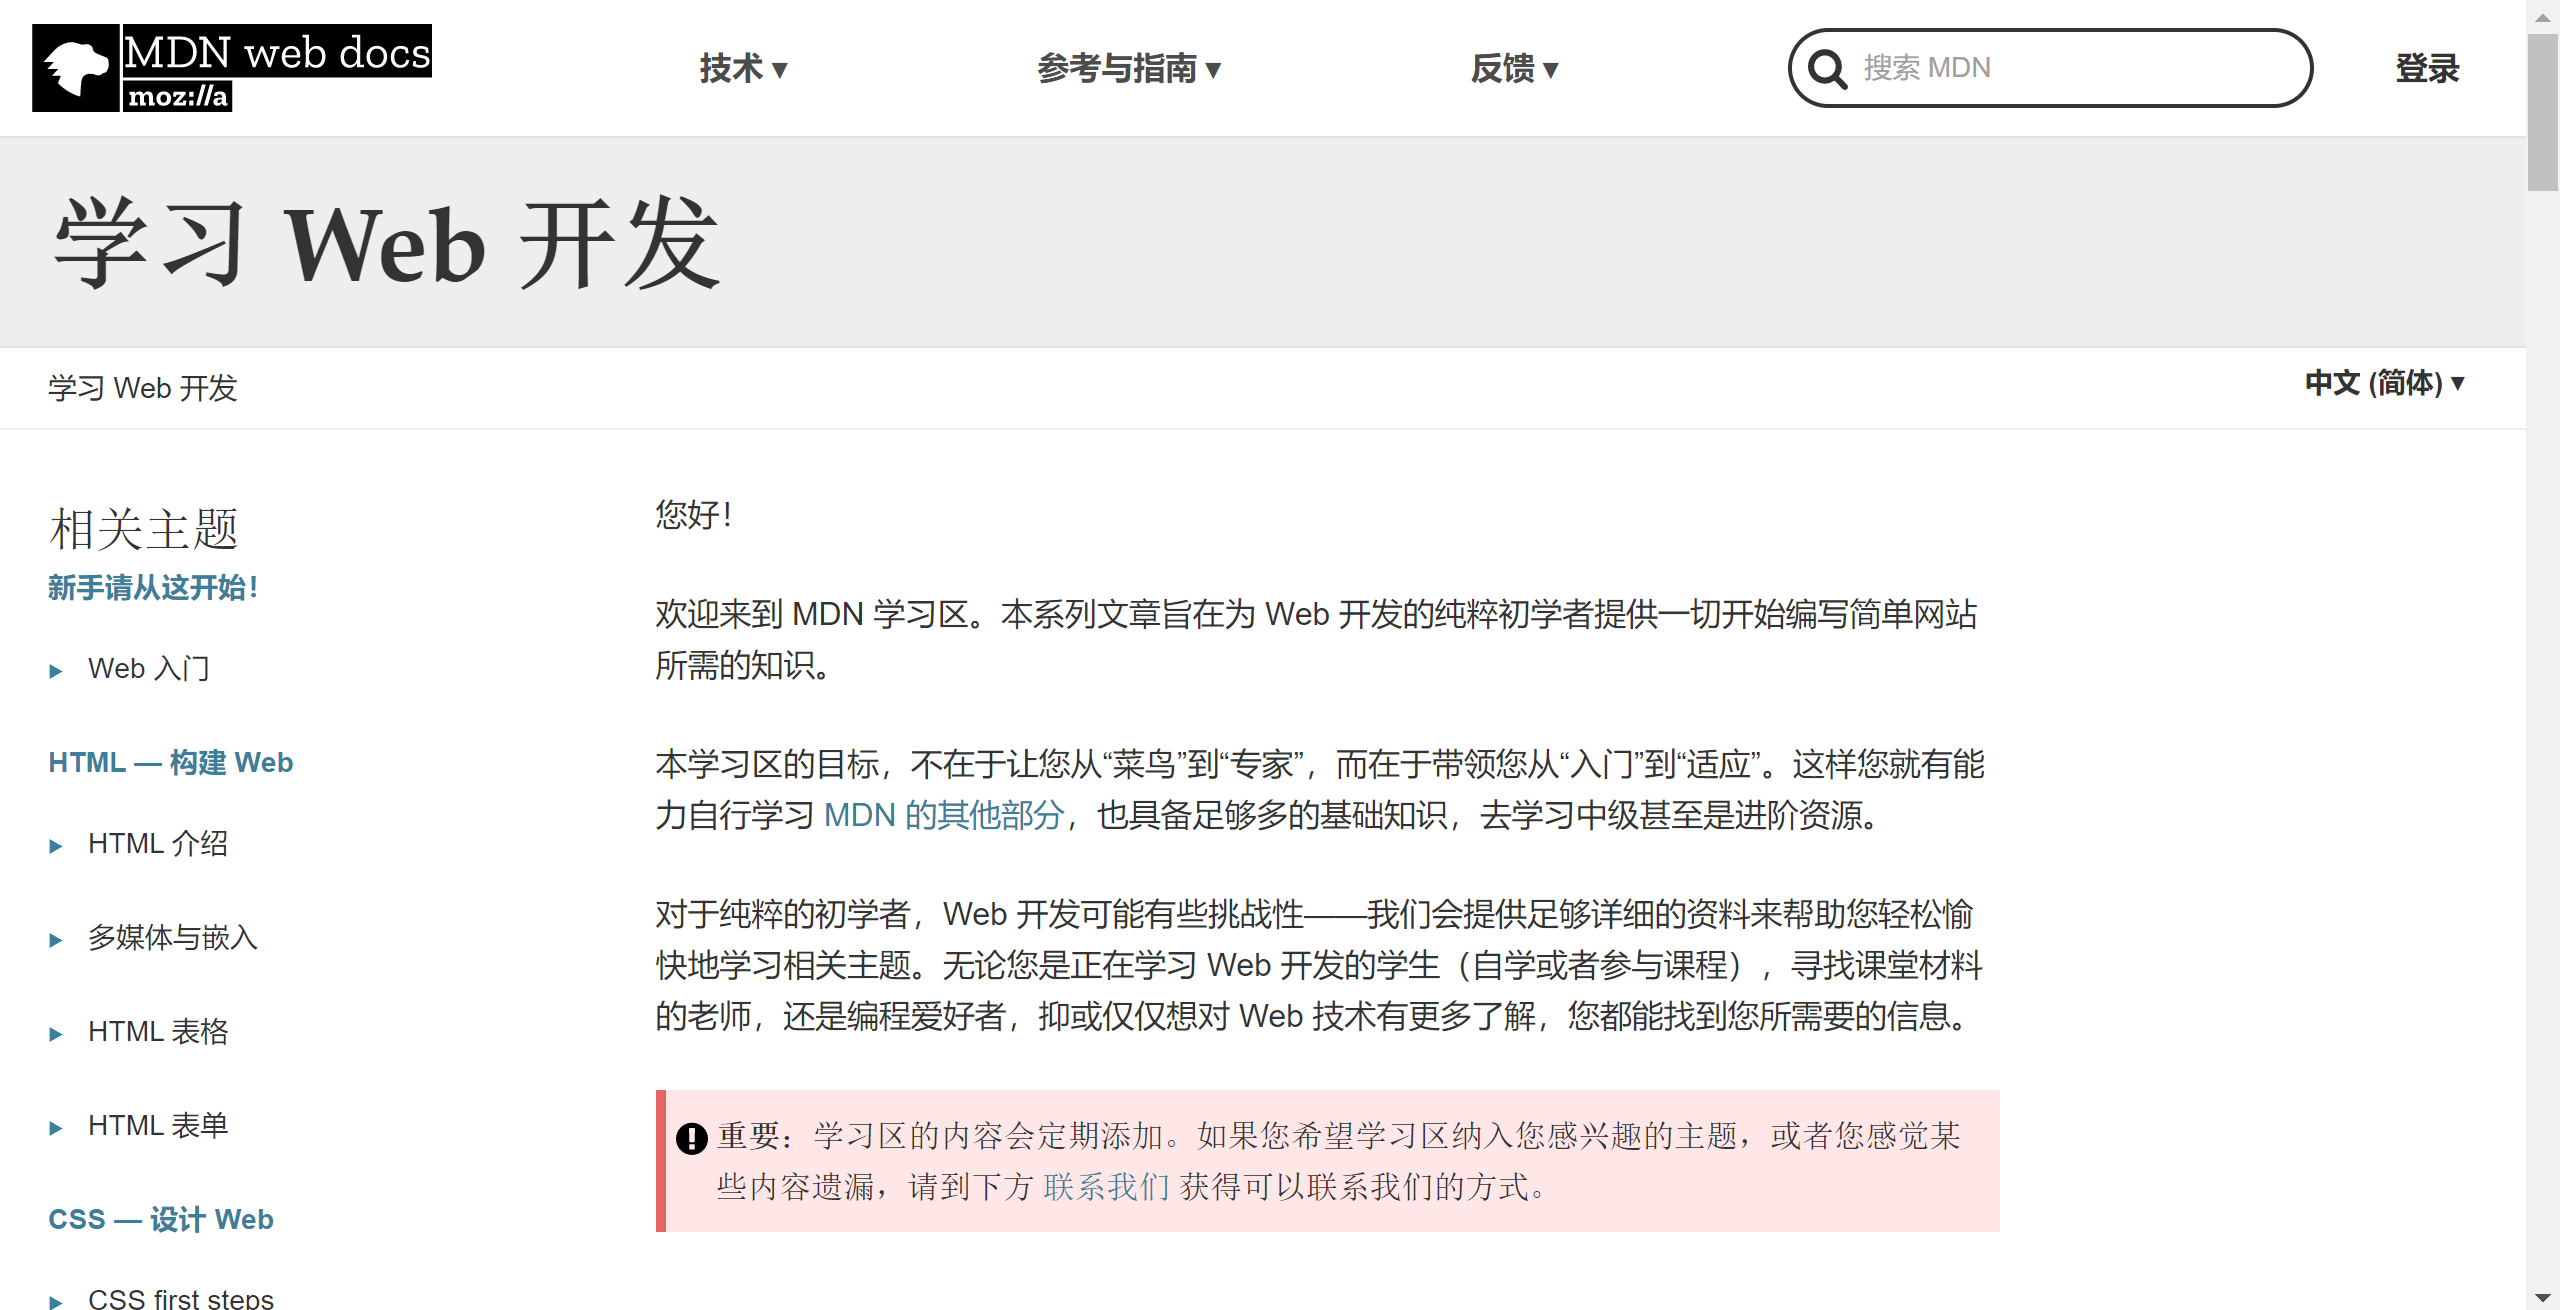 MDN web docs
moz://a
技术 ▾
参考与指南 ▾
反馈 ▾
搜索 MDN
登录
学习 Web 开发
学习 Web 开发
中文 (简体) ▾
相关主题
新手请从这开始！
Web 入门
HTML — 构建 Web
HTML 介绍
多媒体与嵌入
HTML 表格
HTML 表单
CSS — 设计 Web
CSS first steps
您好！
欢迎来到 MDN 学习区。本系列文章旨在为 Web 开发的纯粹初学者提供一切开始编写简单网站
所需的知识。
本学习区的目标，不在于让您从“菜鸟”到“专家”，而在于带领您从“入门”到“适应”。这样您就有能
力自行学习 MDN 的其他部分，也具备足够多的基础知识，去学习中级甚至是进阶资源。
对于纯粹的初学者，Web 开发可能有些挑战性——我们会提供足够详细的资料来帮助您轻松愉
快地学习相关主题。无论您是正在学习 Web 开发的学生（自学或者参与课程），寻找课堂材料
的老师，还是编程爱好者，抑或仅仅想对 Web 技术有更多了解，您都能找到您所需要的信息。
重要：学习区的内容会定期添加。如果您希望学习区纳入您感兴趣的主题，或者您感觉某
些内容遗漏，请到下方 联系我们 获得可以联系我们的方式。